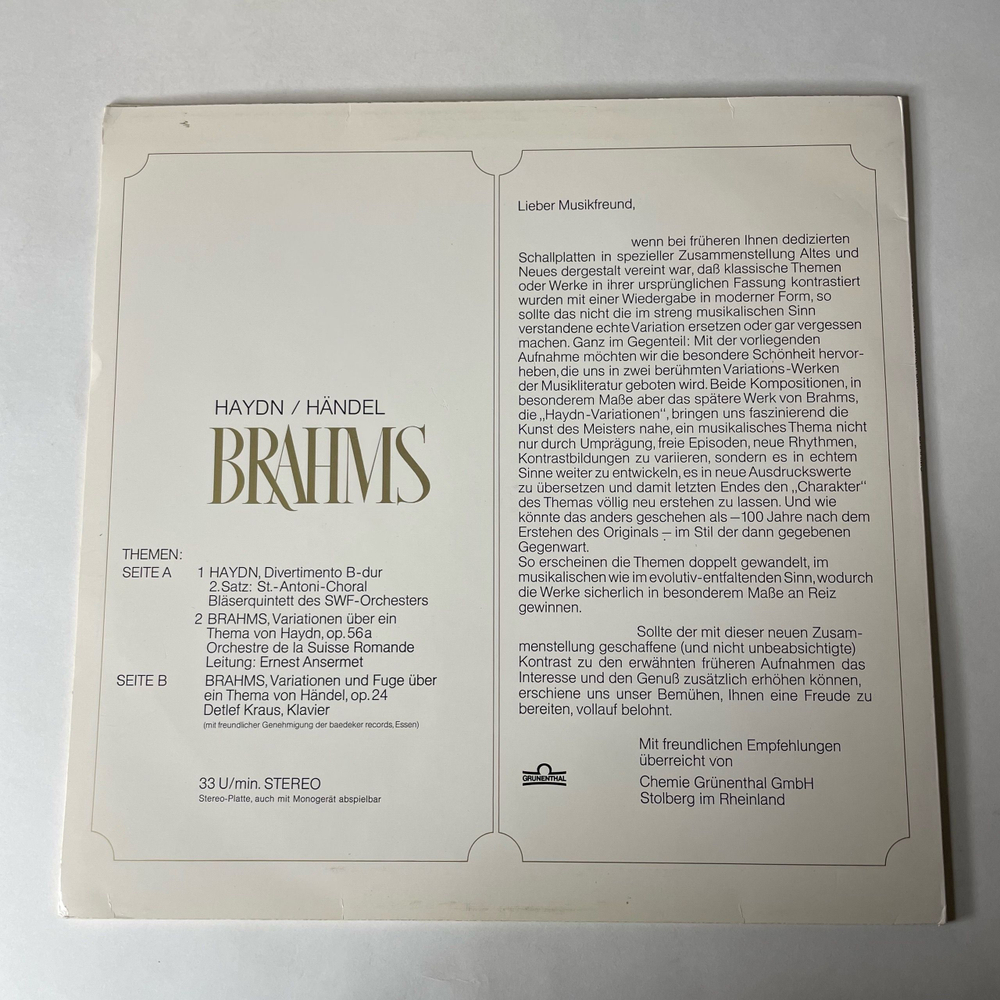 HAYDN / HÄNDEL
BRAHMS
THEMEN:
SEITE A 1 HAYDN, Divertimento B-dur
2. Satz: St.-Antoni-Choral
Bläserquintett des SWF-Orchesters
2 BRAHMS, Variationen über ein
Thema von Haydn, op. 56a
Orchestre de la Suisse Romande
Leitung: Ernest Ansermet
SEITE B BRAHMS, Variationen und Fuge über
ein Thema von Händel, op. 24
Detlef Kraus, Klavier
(mit freundlicher Genehmigung der baedeker records, Essen)
33 U/min. STEREO
Stereo-Platte, auch mit Monogerät abspielbar
Lieber Musikfreund,
wenn bei früheren Ihnen dedizierten
Schallplatten in spezieller Zusammenstellung Altes und
Neues dergestalt vereint war, daß klassische Themen
oder Werke in ihrer ursprünglichen Fassung kontrastiert
wurden mit einer Wiedergabe in moderner Form, so
sollte das nicht die im streng musikalischen Sinn
verstandene echte Variation ersetzen oder gar vergessen
machen. Ganz im Gegenteil: Mit der vorliegenden
Aufnahme möchten wir die besondere Schönheit hervor-
heben, die uns in zwei berühmten Variations-Werken
der Musikliteratur geboten wird. Beide Kompositionen, in
besonderem Maße aber das spätere Werk von Brahms,
die „Haydn-Variationen“, bringen uns faszinierend die
Kunst des Meisters nahe, ein musikalisches Thema nicht
nur durch Umprägung, freie Episoden, neue Rhythmen,
Kontrastbildungen zu variieren, sondern es in echtem
Sinne weiter zu entwickeln, es in neue Ausdruckswerte
zu übersetzen und damit letzten Endes den „Charakter“
des Themas völlig neu erstehen zu lassen. Und wie
könnte das anders geschehen als – 100 Jahre nach dem
Erstehen des Originals – im Stil der dann gegebenen
Gegenwart.
So erscheinen die Themen doppelt gewandelt, im
musikalischen wie im evolutiv-entfaltenden Sinn, wodurch
die Werke sicherlich in besonderem Maße an Reiz
gewinnen.
Sollte der mit dieser neuen Zusam-
menstellung geschaffene (und nicht unbeabsichtigte)
Kontrast zu den erwähnten früheren Aufnahmen das
Interesse und den Genuß zusätzlich erhöhen können,
erschiene uns unser Bemühen, Ihnen eine Freude zu
bereiten, vollauf belohnt.
Mit freundlichen Empfehlungen
überreicht von
GRÜNENTHAL
Chemie Grünenthal GmbH
Stolberg im Rheinland